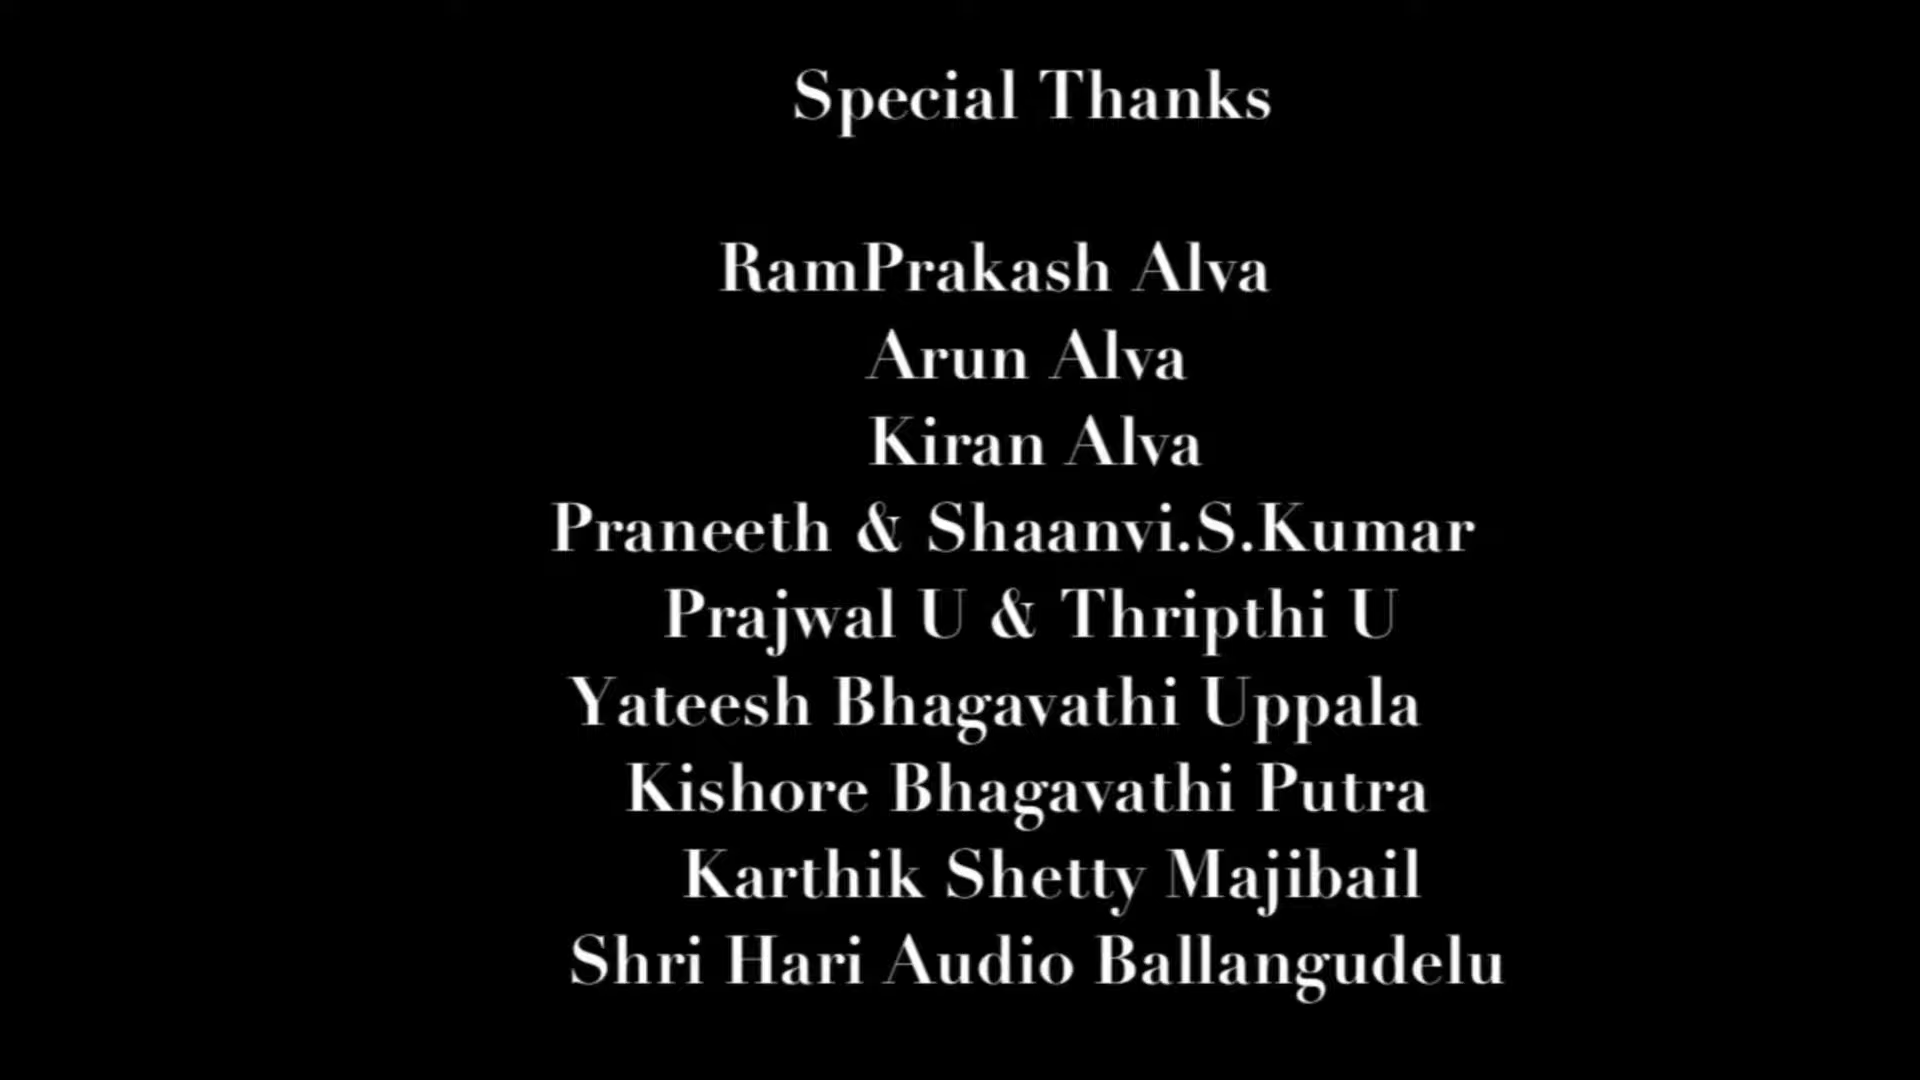 Special Thanks
RamPrakash Alva
Arun Alva
Kiran Alva
Praneeth & Shaanvi.S.Kumar
Prajwal U & Thripthi U
Yateesh Bhagavathi Uppala
Kishore Bhagavathi Putra
Karthik Shetty Majibail
Shri Hari Audio Ballangudelu